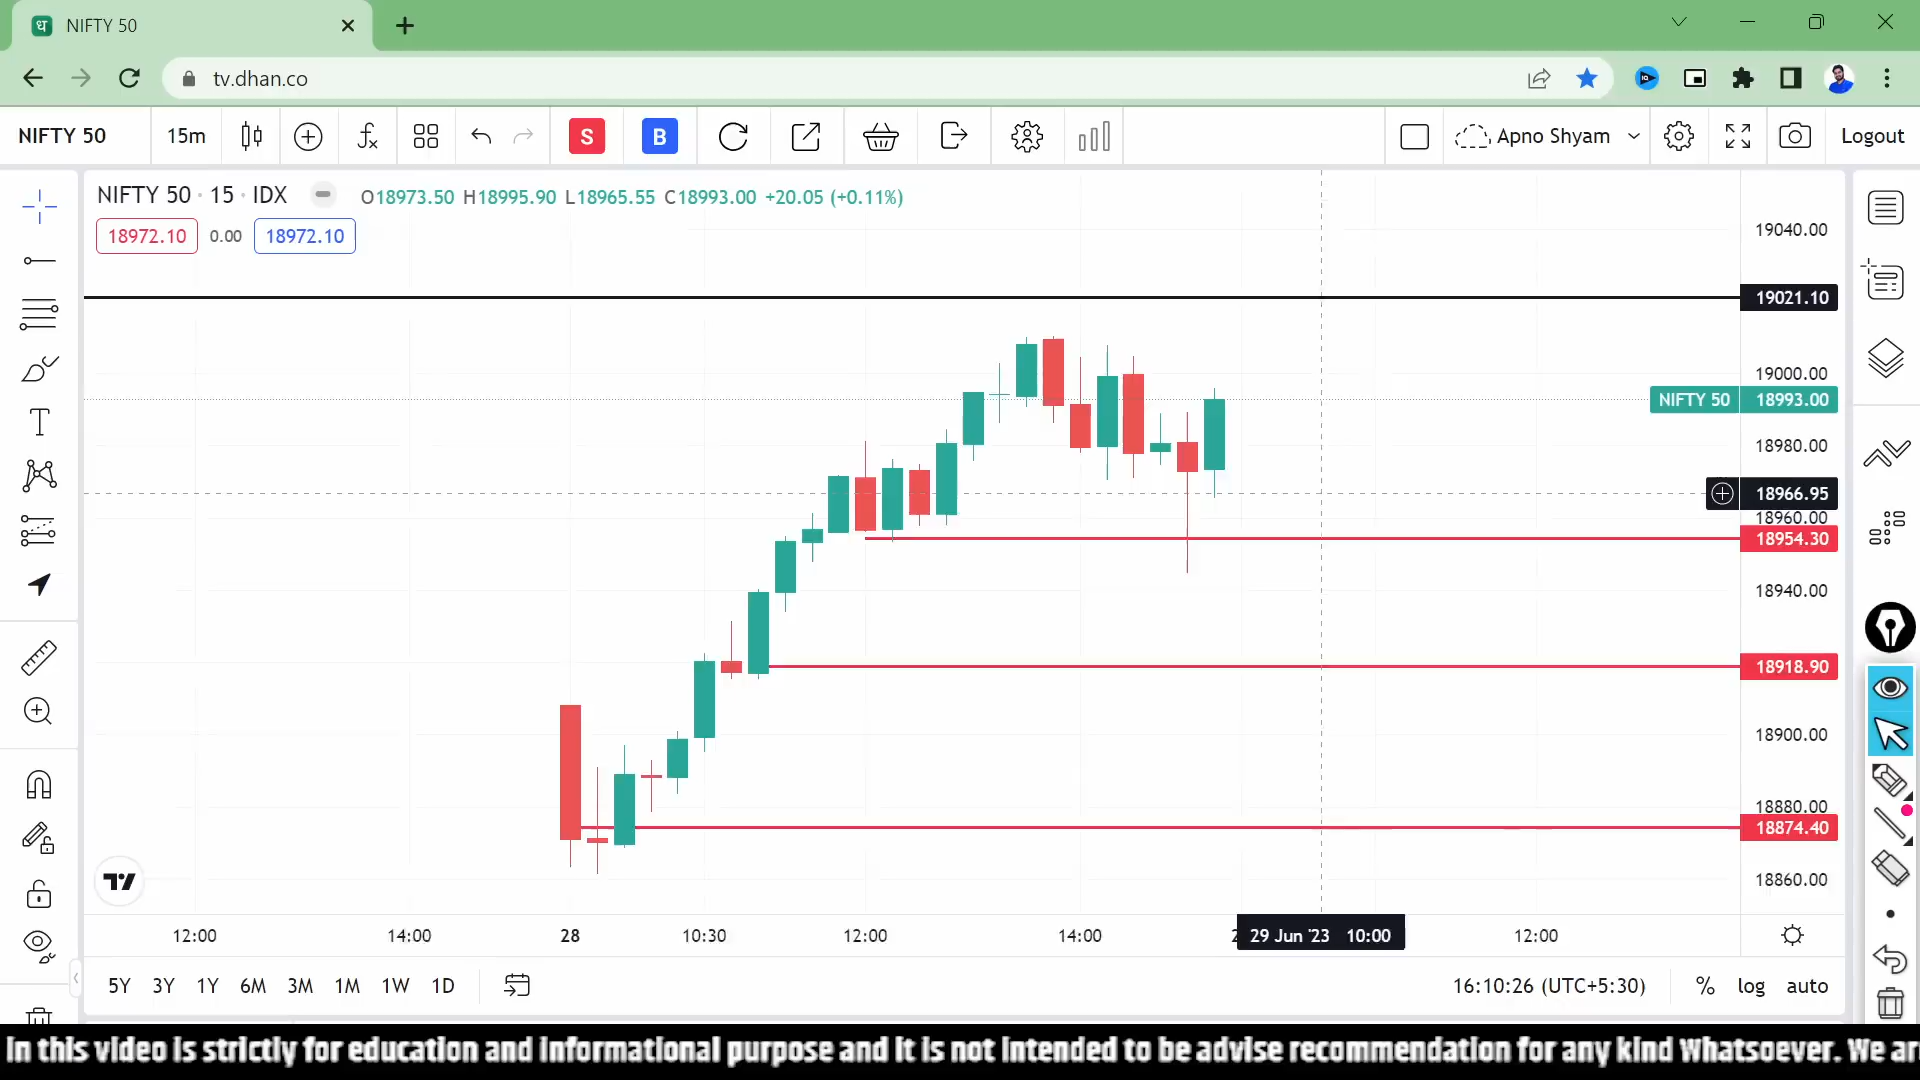 NIFTY 50
tv.dhan.co
NIFTY 50 15m S B Apno Shyam Logout
NIFTY 50 · 15 · IDX O18973.50 H18995.90 L18965.55 C18993.00 +20.05 (+0.11%)
18972.10 0.00 18972.10
19040.00
19021.10
19000.00
NIFTY 50 18993.00
18980.00
18966.95
18960.00
18954.30
18940.00
18918.90
18900.00
18880.00
18874.40
18860.00
12:00 14:00 28 10:30 12:00 14:00 29 Jun '23 10:00 12:00
5Y 3Y 1Y 6M 3M 1M 1W 1D 16:10:26 (UTC+5:30) % log auto
In this video is strictly for education and informational purpose and it is not intended to be advise recommendation for any kind Whatsoever. We